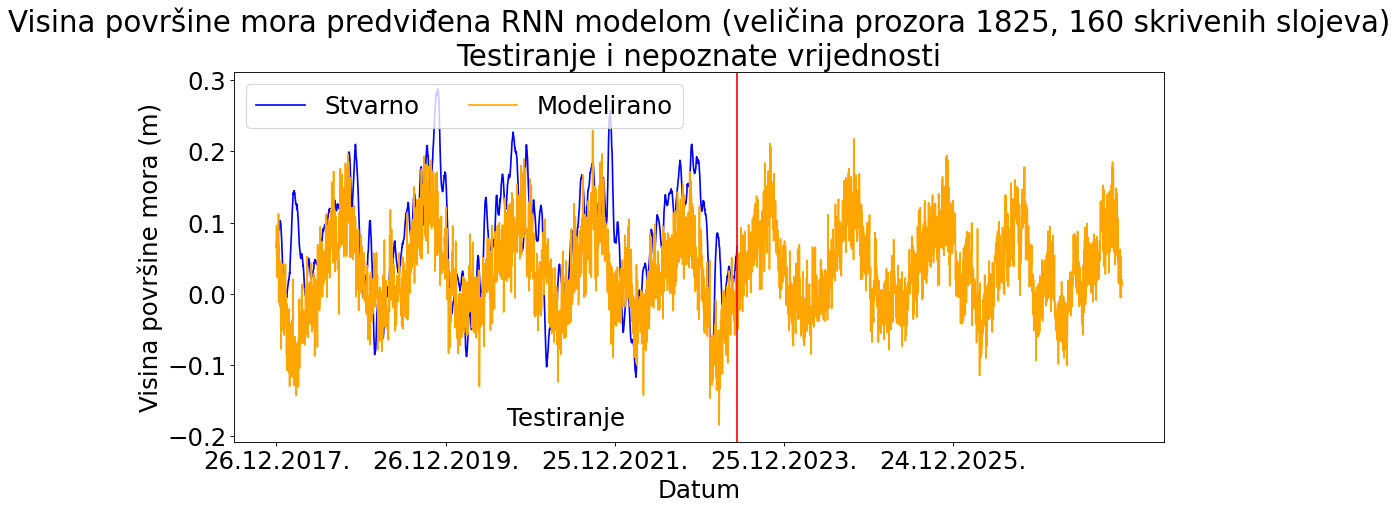 Visina površine mora predviđena RNN modelom (veličina prozora 1825, 160 skrivenih slojeva)
Testiranje i nepoznate vrijednosti
Stvarno
Modelirano
Visina površine mora (m)
0.3
0.2
0.1
0.0
−0.1
−0.2
Testiranje
26.12.2017.
26.12.2019.
25.12.2021.
25.12.2023.
24.12.2025.
Datum